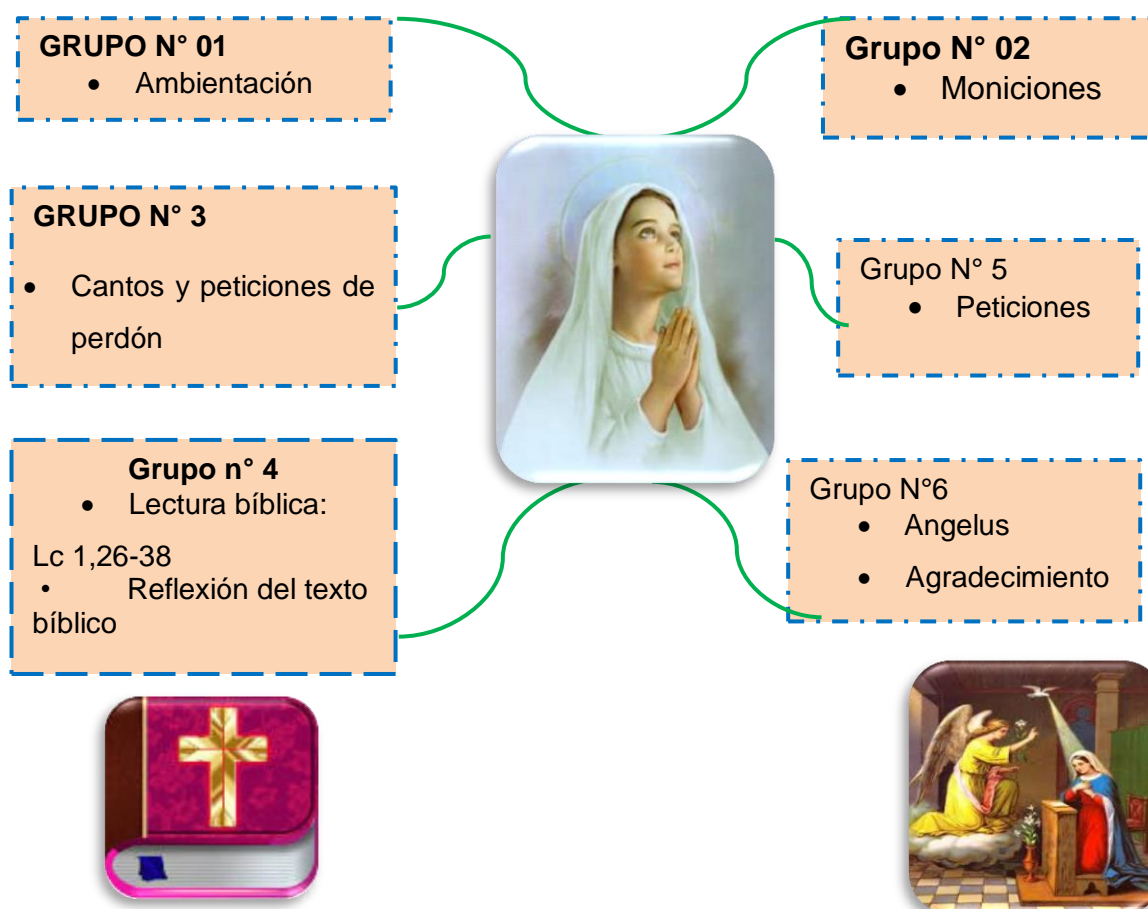 GRUPO N° 01
• Ambientación
Grupo N° 02
• Moniciones
GRUPO N° 3
• Cantos y peticiones de
perdón
Grupo N° 5
• Peticiones
Grupo n° 4
• Lectura bíblica:
Lc 1,26-38
• Reflexión del texto
bíblico
Grupo N°6
• Angelus
• Agradecimiento